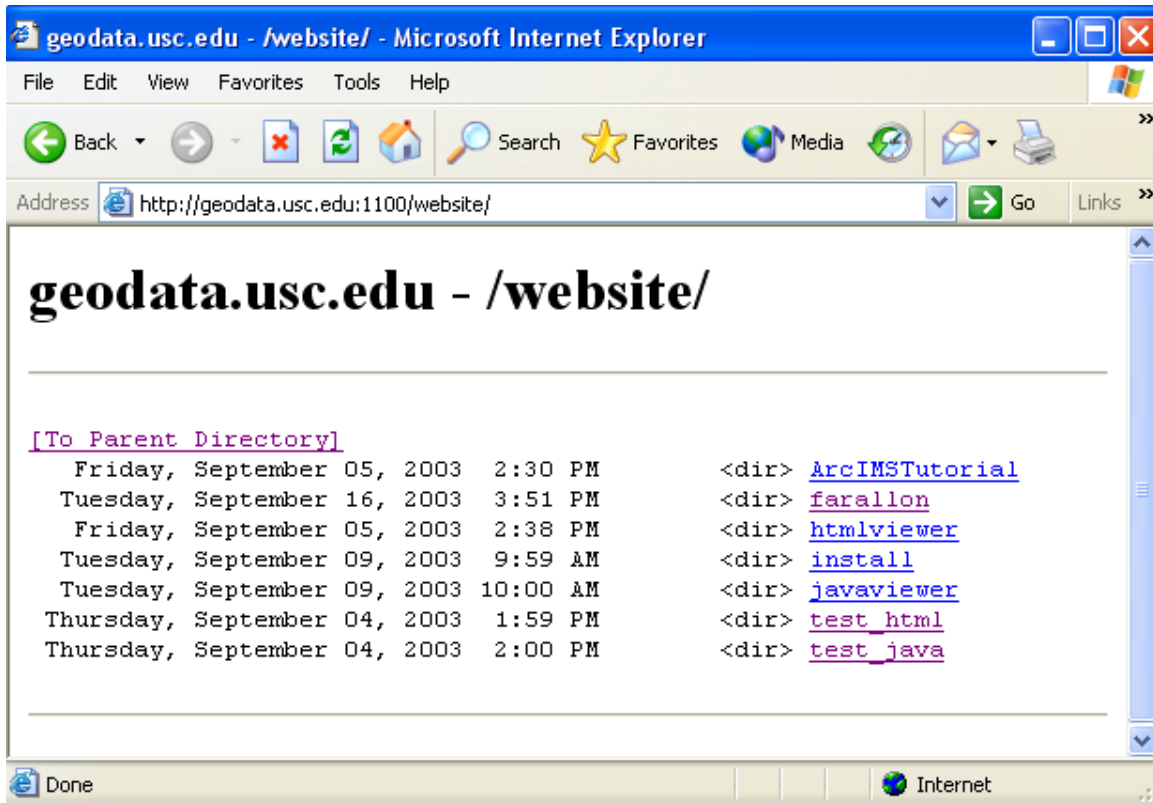 geodata.usc.edu - /website/ - Microsoft Internet Explorer
File Edit View Favorites Tools Help
Back Search Favorites Media »
Address http://geodata.usc.edu:1100/website/ Go Links »
geodata.usc.edu - /website/
[To Parent Directory]
Friday, September 05, 2003 2:30 PM <dir> ArcIMSTutorial
Tuesday, September 16, 2003 3:51 PM <dir> farallon
Friday, September 05, 2003 2:38 PM <dir> htmlviewer
Tuesday, September 09, 2003 9:59 AM <dir> install
Tuesday, September 09, 2003 10:00 AM <dir> javaviewer
Thursday, September 04, 2003 1:59 PM <dir> test_html
Thursday, September 04, 2003 2:00 PM <dir> test_java
Done Internet